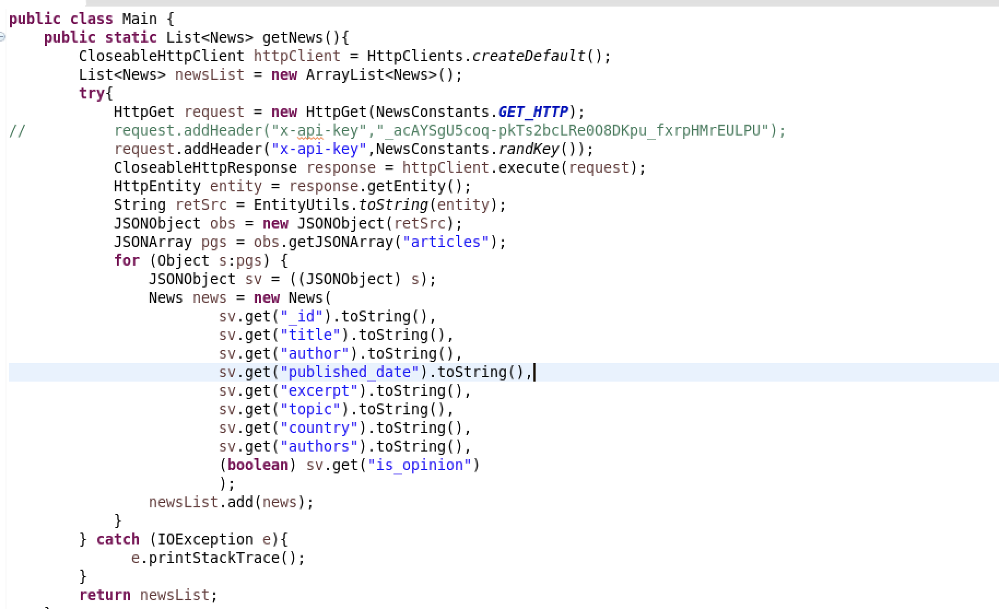 public class Main {
    public static List<News> getNews(){
        CloseableHttpClient httpClient = HttpClients.createDefault();
        List<News> newsList = new ArrayList<News>();
        try{
            HttpGet request = new HttpGet(NewsConstants.GET_HTTP);
//          request.addHeader("x-api-key","_acAYSgU5coq-pkTs2bcLRe0O8DKpu_fxrpHMrEULPU");
            request.addHeader("x-api-key",NewsConstants.randKey());
            CloseableHttpResponse response = httpClient.execute(request);
            HttpEntity entity = response.getEntity();
            String retSrc = EntityUtils.toString(entity);
            JSONObject obs = new JSONObject(retSrc);
            JSONArray pgs = obs.getJSONArray("articles");
            for (Object s:pgs) {
                JSONObject sv = ((JSONObject) s);
                News news = new News(
                        sv.get("_id").toString(),
                        sv.get("title").toString(),
                        sv.get("author").toString(),
                        sv.get("published_date").toString(),
                        sv.get("excerpt").toString(),
                        sv.get("topic").toString(),
                        sv.get("country").toString(),
                        sv.get("authors").toString(),
                        (boolean) sv.get("is_opinion")
                        );
                newsList.add(news);
            }
        } catch (IOException e){
              e.printStackTrace();
        }
        return newsList;